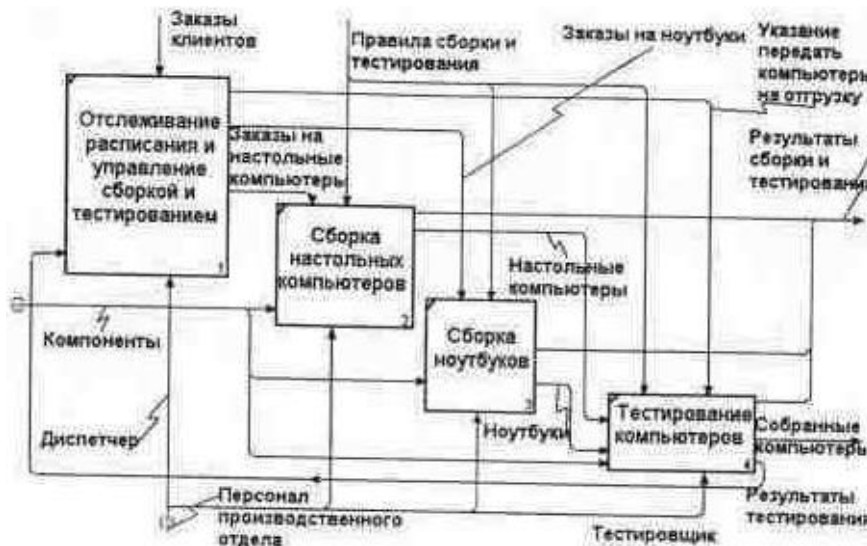 Заказы
клиентов
Правила сборки и
тестирования
Заказы на ноутбуки
Указание
передать
компьютеры
на отгрузку
Отслеживание
расписания и
управление
сборкой и
тестированием
1
Заказы на
настольные
компьютеры
Результаты
сборки и
тестирования
Сборка
настольных
компьютеров
2
Настольные
компьютеры
Компоненты
Сборка
ноутбуков
3
Диспетчер
Ноутбуки
Тестирование
компьютеров
4
Собранные
компьютеры
Персонал
производственного
отдела
Результаты
тестирования
Тестировщик